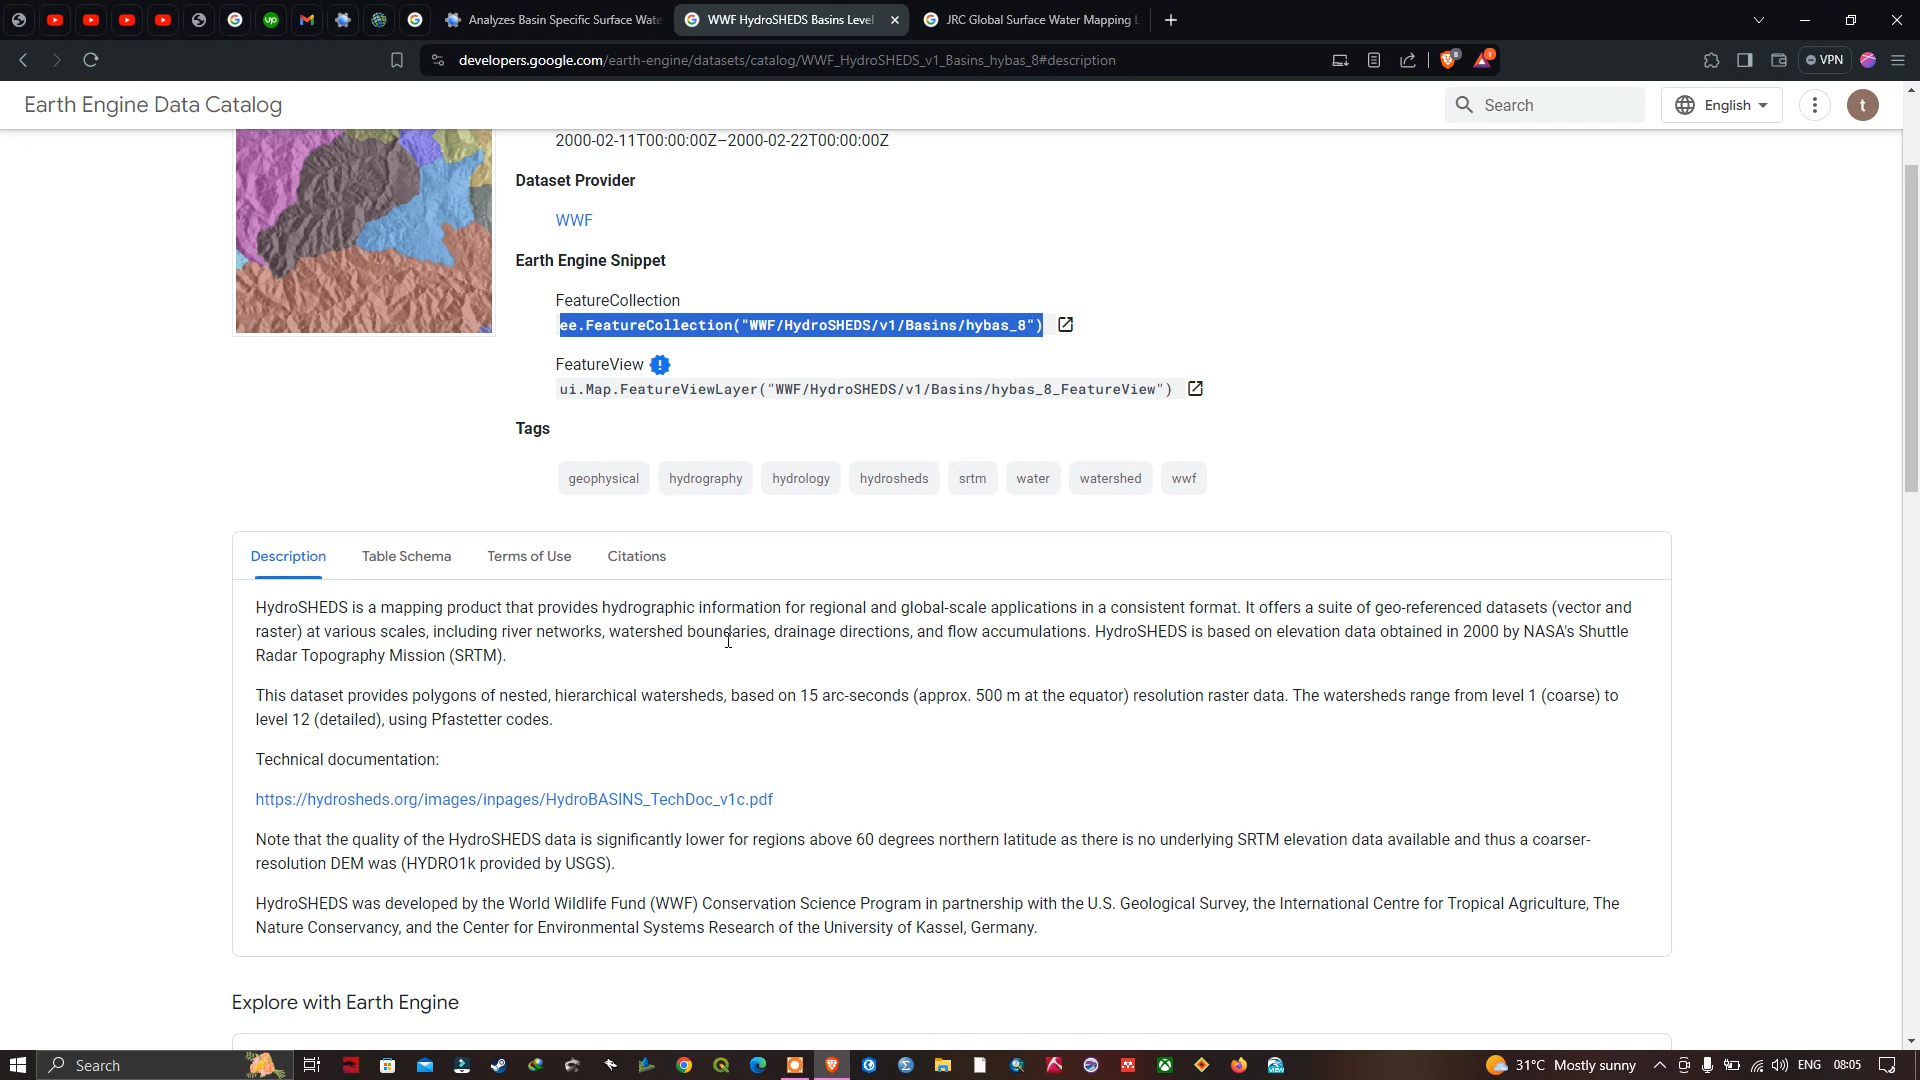 Analyzes Basin Specific Surface Wate
WWF HydroSHEDS Basins Level
JRC Global Surface Water Mapping L
developers.google.com/earth-engine/datasets/catalog/WWF_HydroSHEDS_v1_Basins_hybas_8#description
8
1
VPN
Earth Engine Data Catalog
Search
English
t
2000-02-11T00:00:00Z–2000-02-22T00:00:00Z
Dataset Provider
WWF
Earth Engine Snippet
FeatureCollection
ee.FeatureCollection("WWF/HydroSHEDS/v1/Basins/hybas_8")
FeatureView
ui.Map.FeatureViewLayer("WWF/HydroSHEDS/v1/Basins/hybas_8_FeatureView")
Tags
geophysical hydrography hydrology hydrosheds srtm water watershed wwf
Description Table Schema Terms of Use Citations
HydroSHEDS is a mapping product that provides hydrographic information for regional and global-scale applications in a consistent format. It offers a suite of geo-referenced datasets (vector and
raster) at various scales, including river networks, watershed boundaries, drainage directions, and flow accumulations. HydroSHEDS is based on elevation data obtained in 2000 by NASA's Shuttle
Radar Topography Mission (SRTM).
This dataset provides polygons of nested, hierarchical watersheds, based on 15 arc-seconds (approx. 500 m at the equator) resolution raster data. The watersheds range from level 1 (coarse) to
level 12 (detailed), using Pfastetter codes.
Technical documentation:
https://hydrosheds.org/images/inpages/HydroBASINS_TechDoc_v1c.pdf
Note that the quality of the HydroSHEDS data is significantly lower for regions above 60 degrees northern latitude as there is no underlying SRTM elevation data available and thus a coarser-
resolution DEM was (HYDRO1k provided by USGS).
HydroSHEDS was developed by the World Wildlife Fund (WWF) Conservation Science Program in partnership with the U.S. Geological Survey, the International Centre for Tropical Agriculture, The
Nature Conservancy, and the Center for Environmental Systems Research of the University of Kassel, Germany.
Explore with Earth Engine
Search
31°C Mostly sunny
ENG
08:05